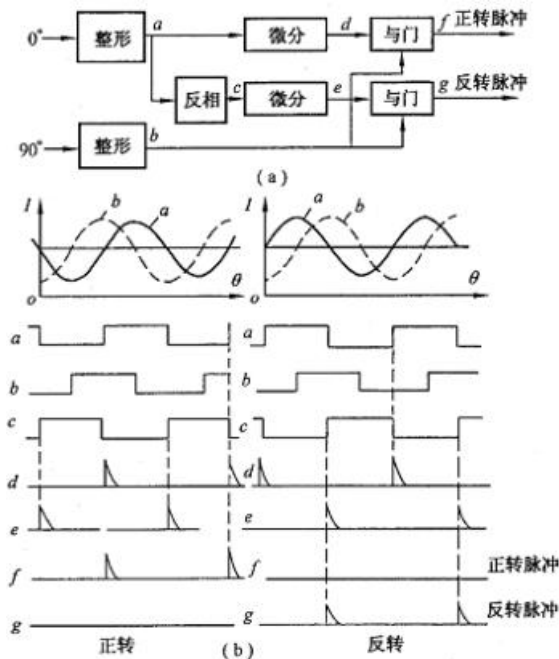 0° 整形 a 微分 d 与门 f 正转脉冲
反相 c 微分 e 与门 g 反转脉冲
90° 整形 b
(a)
I b a θ o
I a b θ o
a a
b b
c c
d d
e e
f f 正转脉冲
g g 反转脉冲
正转 (b) 反转